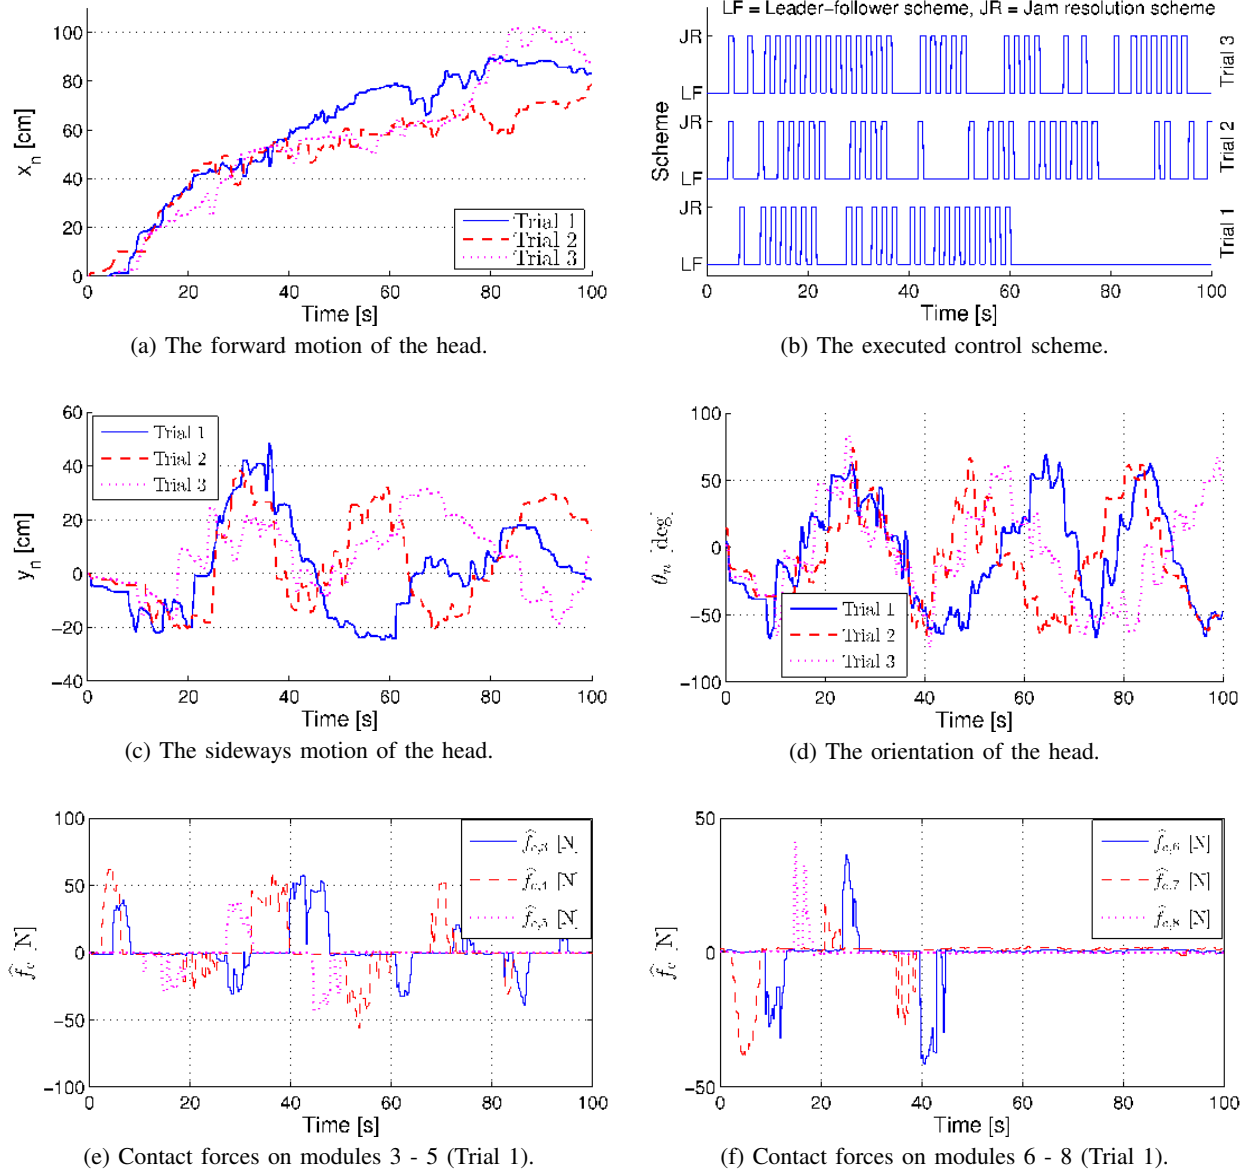 x_n [cm]
100
80
60
40
20
0
Trial 1
Trial 2
Trial 3
0 20 40 60 80 100
Time [s]
(a) The forward motion of the head.
LF = Leader-follower scheme, JR = Jam resolution scheme
Scheme
JR
LF
Trial 3
JR
LF
Trial 2
JR
LF
Trial 1
0 20 40 60 80 100
Time [s]
(b) The executed control scheme.
y_n [cm]
60
40
20
0
−20
−40
Trial 1
Trial 2
Trial 3
0 20 40 60 80 100
Time [s]
(c) The sideways motion of the head.
θ_n [deg]
100
50
0
−50
−100
Trial 1
Trial 2
Trial 3
0 20 40 60 80 100
Time [s]
(d) The orientation of the head.
f̂_c [N]
100
50
0
−50
−100
f̂_{c,3} [N]
f̂_{c,4} [N]
f̂_{c,5} [N]
0 20 40 60 80 100
Time [s]
(e) Contact forces on modules 3 - 5 (Trial 1).
f̂_c [N]
50
0
−50
f̂_{c,6} [N]
f̂_{c,7} [N]
f̂_{c,8} [N]
0 20 40 60 80 100
Time [s]
(f) Contact forces on modules 6 - 8 (Trial 1).